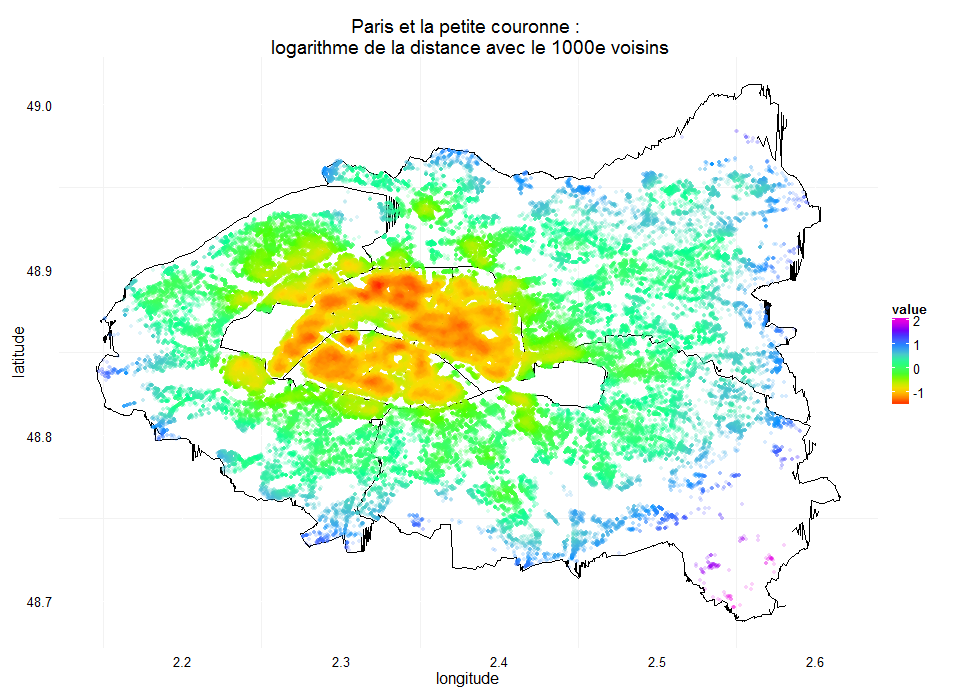 Paris et la petite couronne :
logarithme de la distance avec le 1000e voisins
49.0
48.9
48.8
48.7
latitude
value
2
1
0
-1
2.2
2.3
2.4
2.5
2.6
longitude